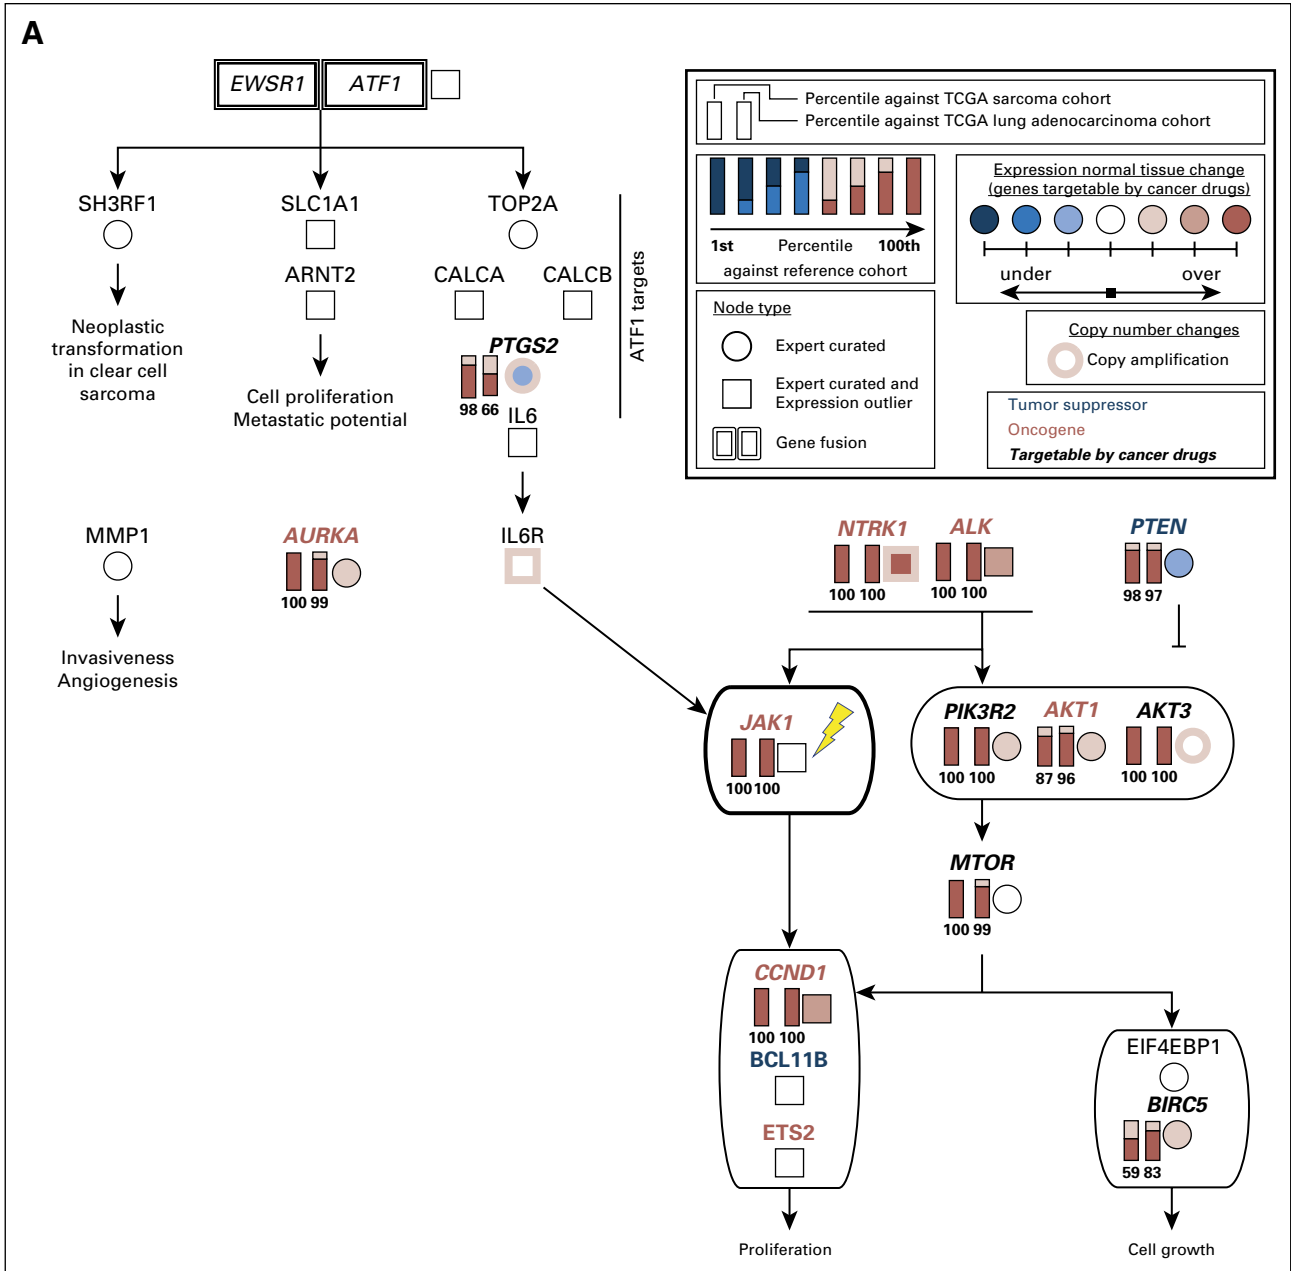 A
EWSR1 ATF1
SH3RF1
SLC1A1
TOP2A
ARNT2
CALCA
CALCB
Neoplastic
transformation
in clear cell
sarcoma
Cell proliferation
Metastatic potential
PTGS2
98 66
IL6
ATF1 targets
Percentile against TCGA sarcoma cohort
Percentile against TCGA lung adenocarcinoma cohort
1st Percentile 100th
against reference cohort
Expression normal tissue change
(genes targetable by cancer drugs)
under over
Node type
Expert curated
Expert curated and
Expression outlier
Gene fusion
Copy number changes
Copy amplification
Tumor suppressor
Oncogene
Targetable by cancer drugs
MMP1
Invasiveness
Angiogenesis
AURKA
100 99
IL6R
NTRK1
100 100
ALK
100 100
PTEN
98 97
JAK1
100 100
PIK3R2
100 100
AKT1
87 96
AKT3
100 100
MTOR
100 99
CCND1
100 100
BCL11B
ETS2
EIF4EBP1
BIRC5
59 83
Proliferation
Cell growth